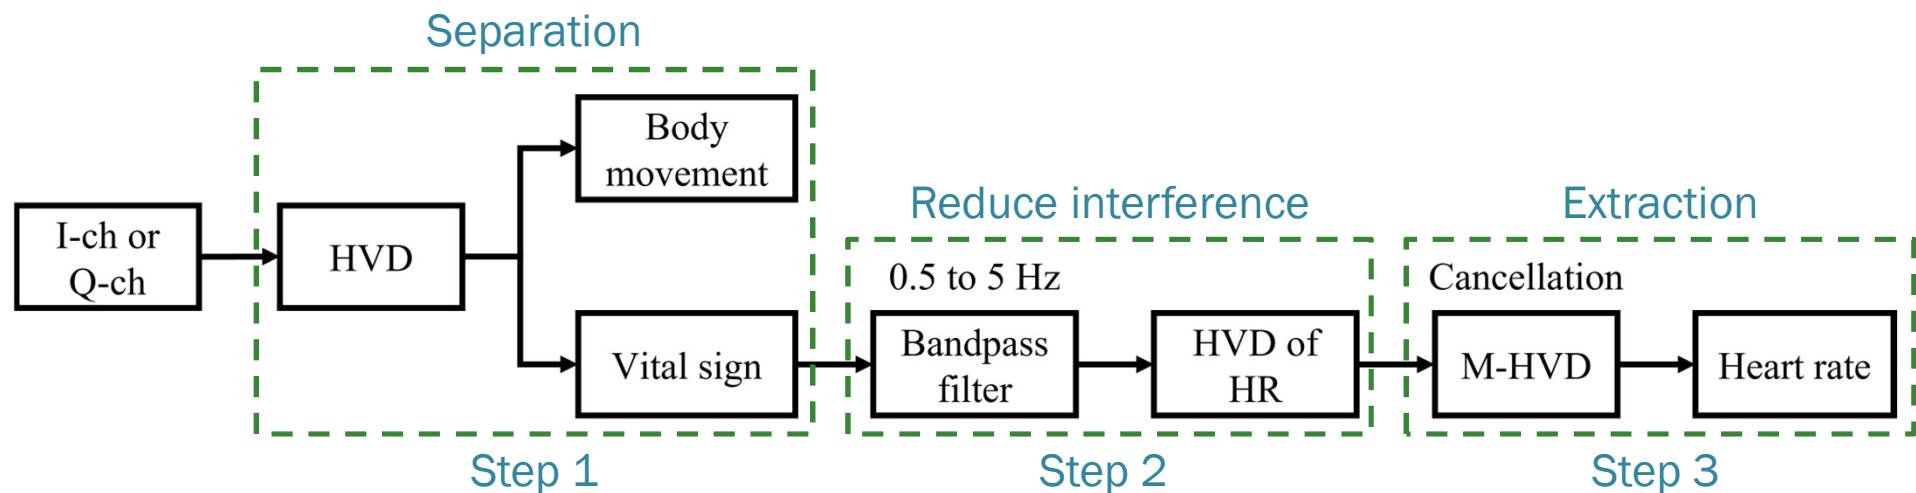 Separation
Body
movement
I-ch or
Q-ch
HVD
Vital sign
Step 1
Reduce interference
0.5 to 5 Hz
Bandpass
filter
HVD of
HR
Step 2
Extraction
Cancellation
M-HVD
Heart rate
Step 3